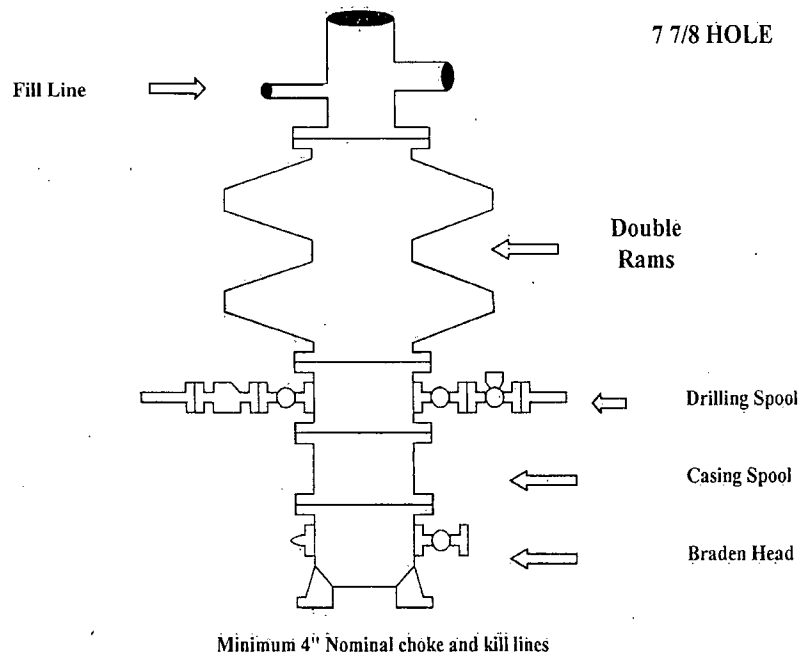 7 7/8 HOLE
Fill Line
Double
Rams
Drilling Spool
Casing Spool
Braden Head
Minimum 4" Nominal choke and kill lines